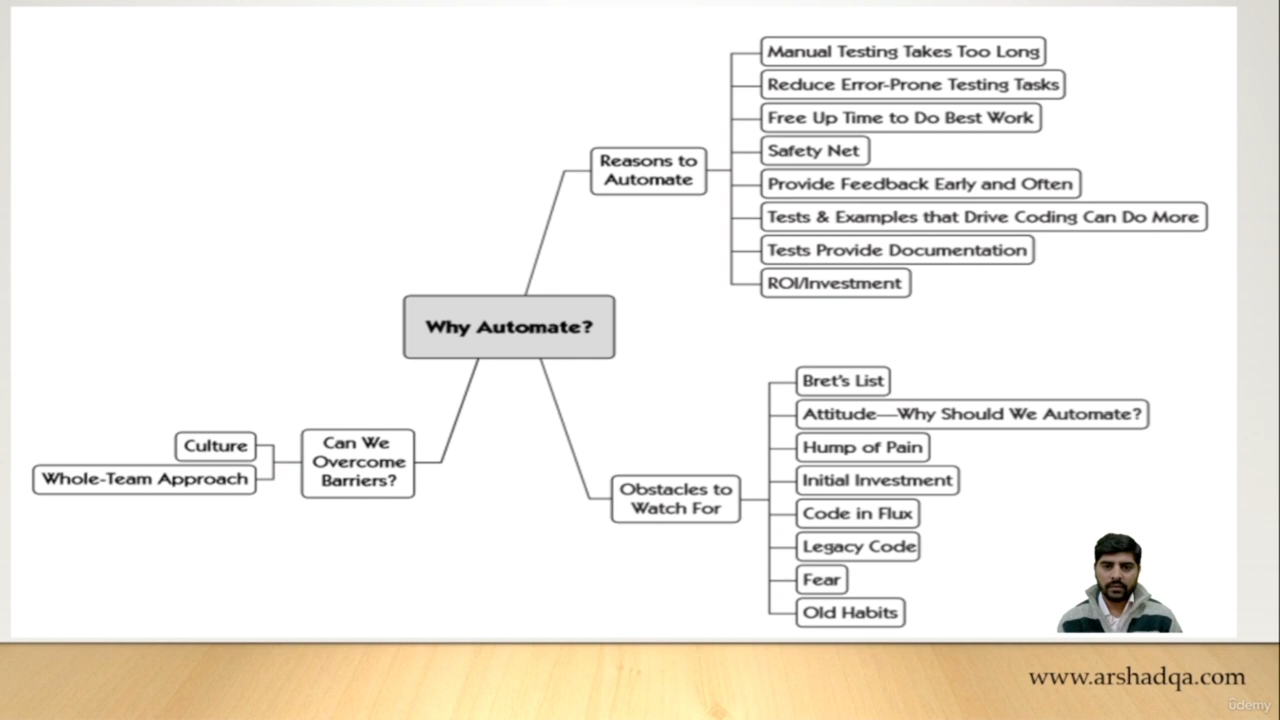 Manual Testing Takes Too Long
Reduce Error-Prone Testing Tasks
Free Up Time to Do Best Work
Safety Net
Reasons to
Automate
Provide Feedback Early and Often
Tests & Examples that Drive Coding Can Do More
Tests Provide Documentation
ROI/Investment
Why Automate?
Culture
Whole-Team Approach
Can We
Overcome
Barriers?
Obstacles to
Watch For
Bret's List
Attitude—Why Should We Automate?
Hump of Pain
Initial Investment
Code in Flux
Legacy Code
Fear
Old Habits
www.arshadqa.com
ûdemy